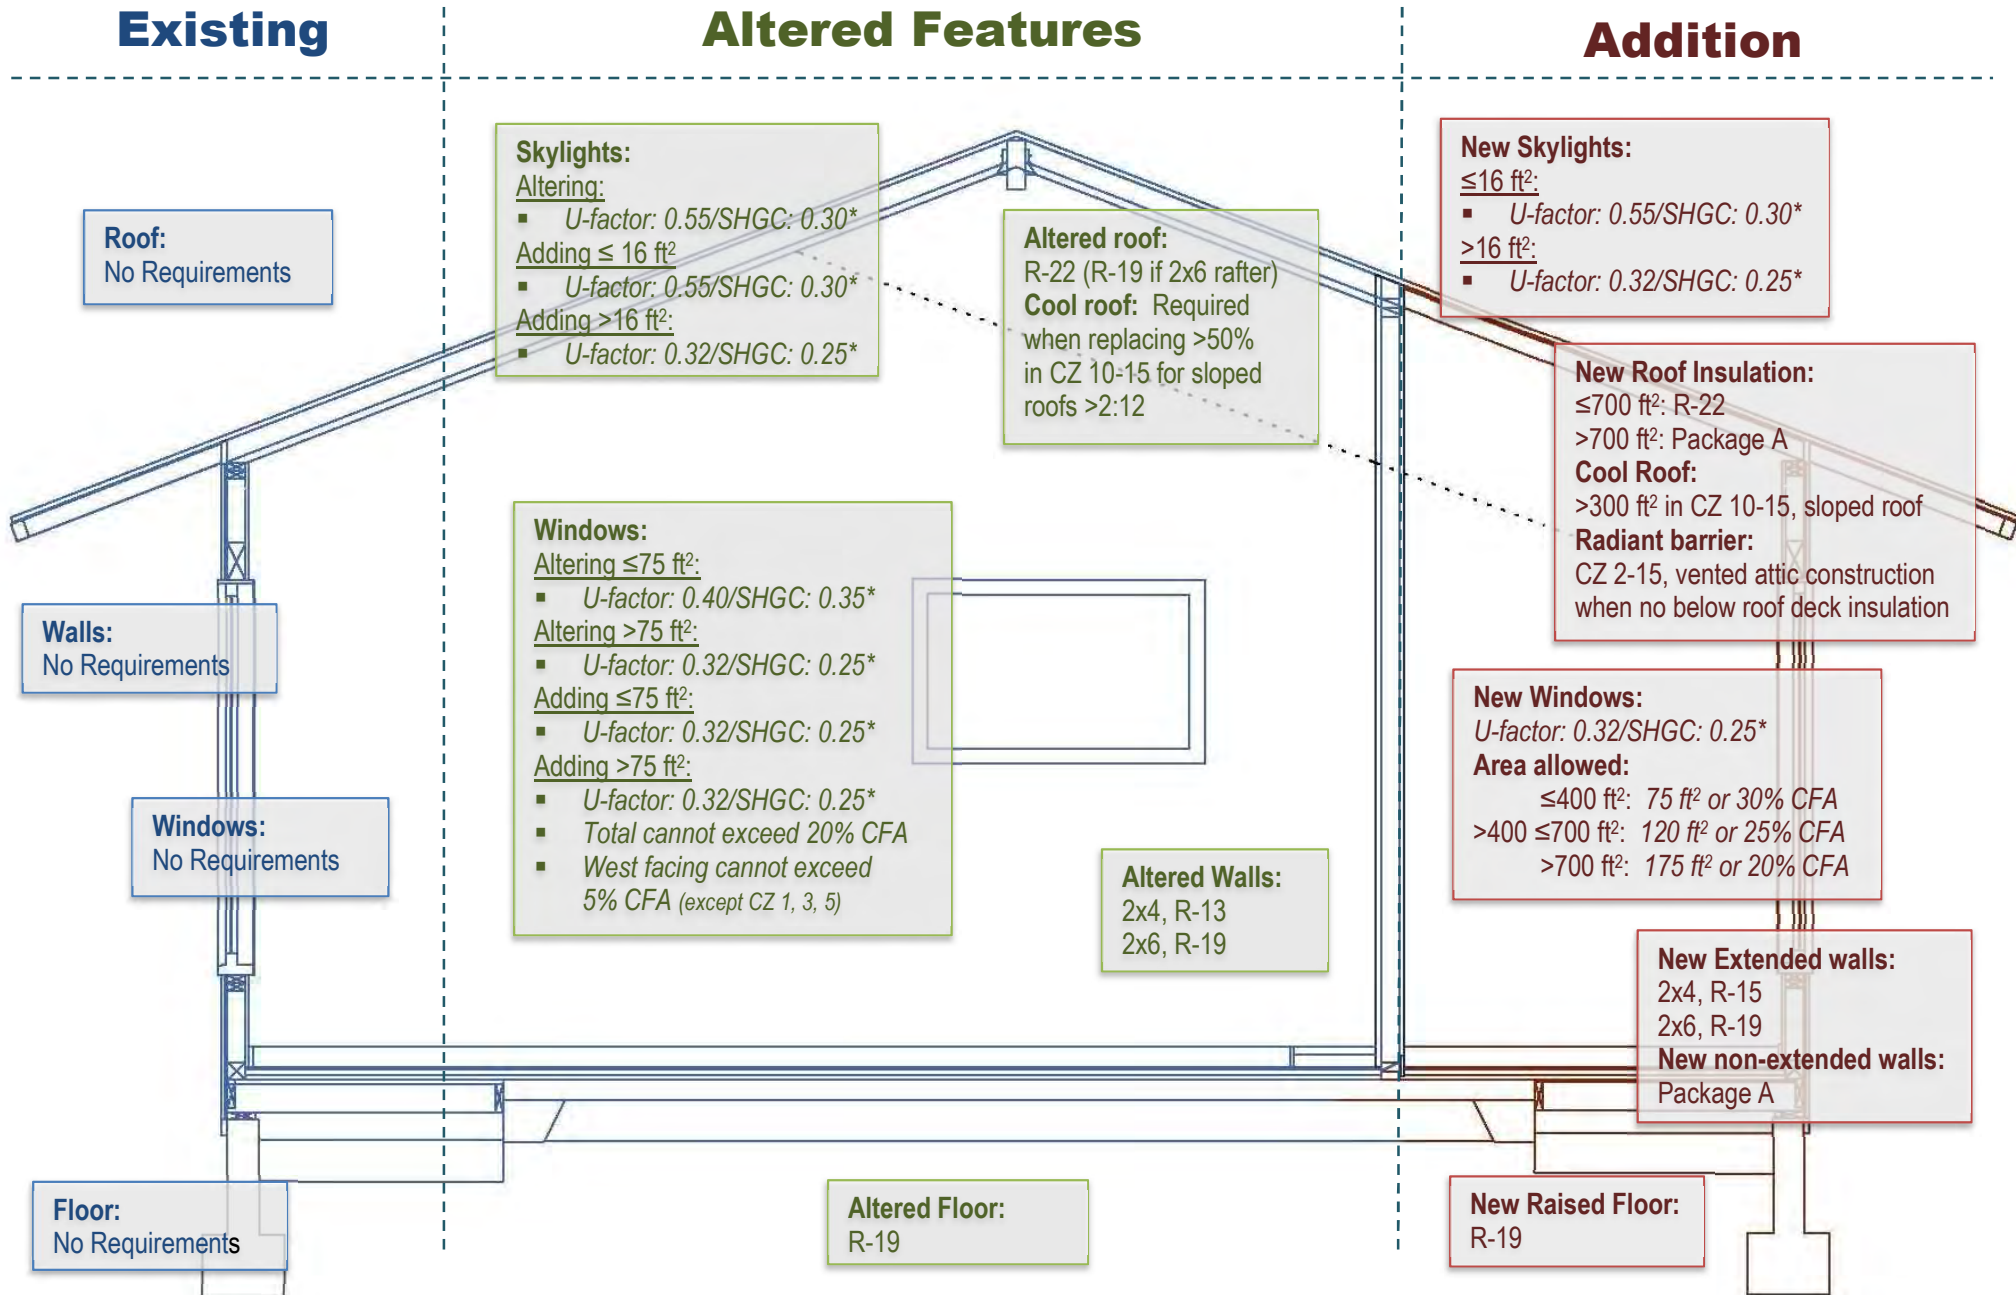 Existing
Altered Features
Addition
Roof:
No Requirements
Walls:
No Requirements
Windows:
No Requirements
Floor:
No Requirements
Skylights:
Altering:
▪ U-factor: 0.55/SHGC: 0.30*
Adding ≤ 16 ft²
▪ U-factor: 0.55/SHGC: 0.30*
Adding >16 ft²:
▪ U-factor: 0.32/SHGC: 0.25*
Altered roof:
R-22 (R-19 if 2x6 rafter)
Cool roof: Required
when replacing >50%
in CZ 10-15 for sloped
roofs >2:12
Windows:
Altering ≤75 ft²:
▪ U-factor: 0.40/SHGC: 0.35*
Altering >75 ft²:
▪ U-factor: 0.32/SHGC: 0.25*
Adding ≤75 ft²:
▪ U-factor: 0.32/SHGC: 0.25*
Adding >75 ft²:
▪ U-factor: 0.32/SHGC: 0.25*
▪ Total cannot exceed 20% CFA
▪ West facing cannot exceed
5% CFA (except CZ 1, 3, 5)
Altered Walls:
2x4, R-13
2x6, R-19
Altered Floor:
R-19
New Skylights:
≤16 ft²:
▪ U-factor: 0.55/SHGC: 0.30*
>16 ft²:
▪ U-factor: 0.32/SHGC: 0.25*
New Roof Insulation:
≤700 ft²: R-22
>700 ft²: Package A
Cool Roof:
>300 ft² in CZ 10-15, sloped roof
Radiant barrier:
CZ 2-15, vented attic construction
when no below roof deck insulation
New Windows:
U-factor: 0.32/SHGC: 0.25*
Area allowed:
≤400 ft²: 75 ft² or 30% CFA
>400 ≤700 ft²: 120 ft² or 25% CFA
>700 ft²: 175 ft² or 20% CFA
New Extended walls:
2x4, R-15
2x6, R-19
New non-extended walls:
Package A
New Raised Floor:
R-19